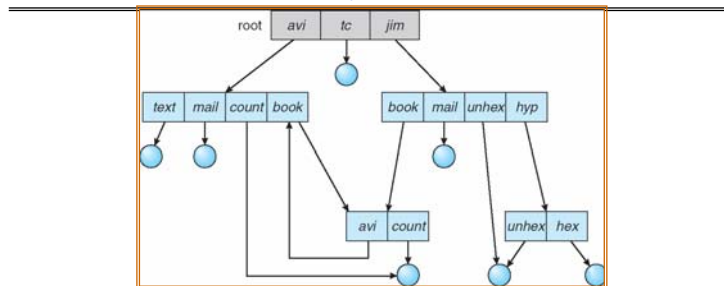 root avi tc jim
text mail count book book mail unhex hyp
avi count unhex hex